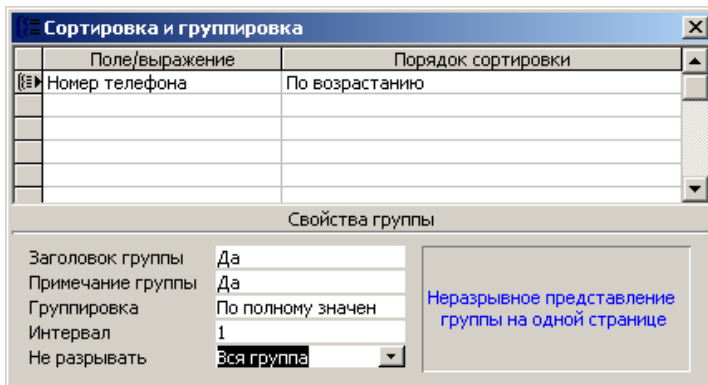 Сортировка и группировка
Поле/выражение Порядок сортировки
Номер телефона По возрастанию
Свойства группы
Заголовок группы Да
Примечание группы Да
Группировка По полному значен
Интервал 1
Не разрывать Вся группа
Неразрывное представление
группы на одной странице